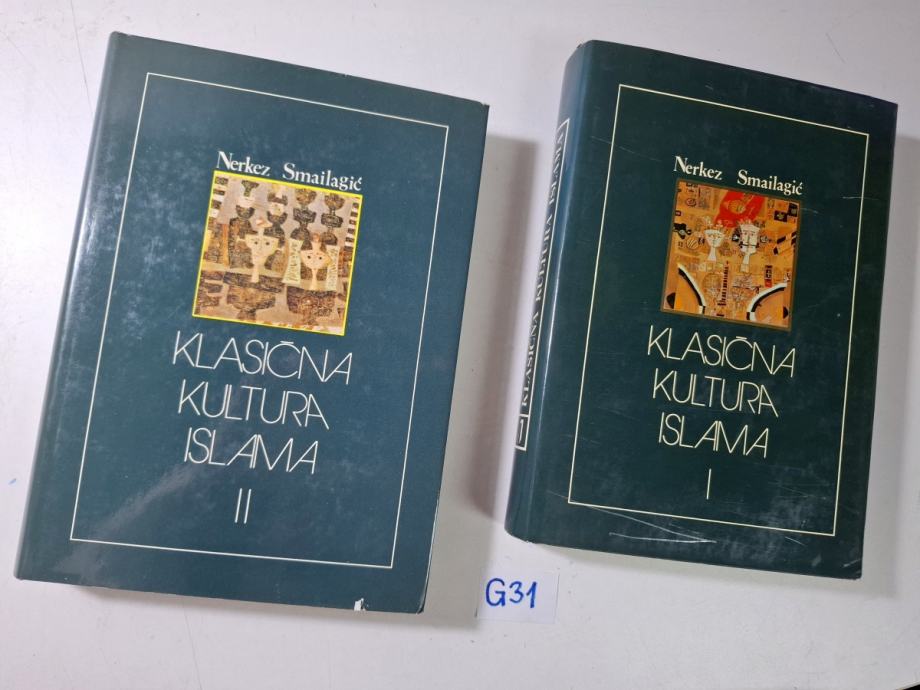 Nerkez Smailagić
KLASIČNA
KULTURA
ISLAMA
II
Nerkez Smailagić
KLASIČNA
KULTURA
ISLAMA
I
I KLASIČNA KULTURA ISLAMA
G31